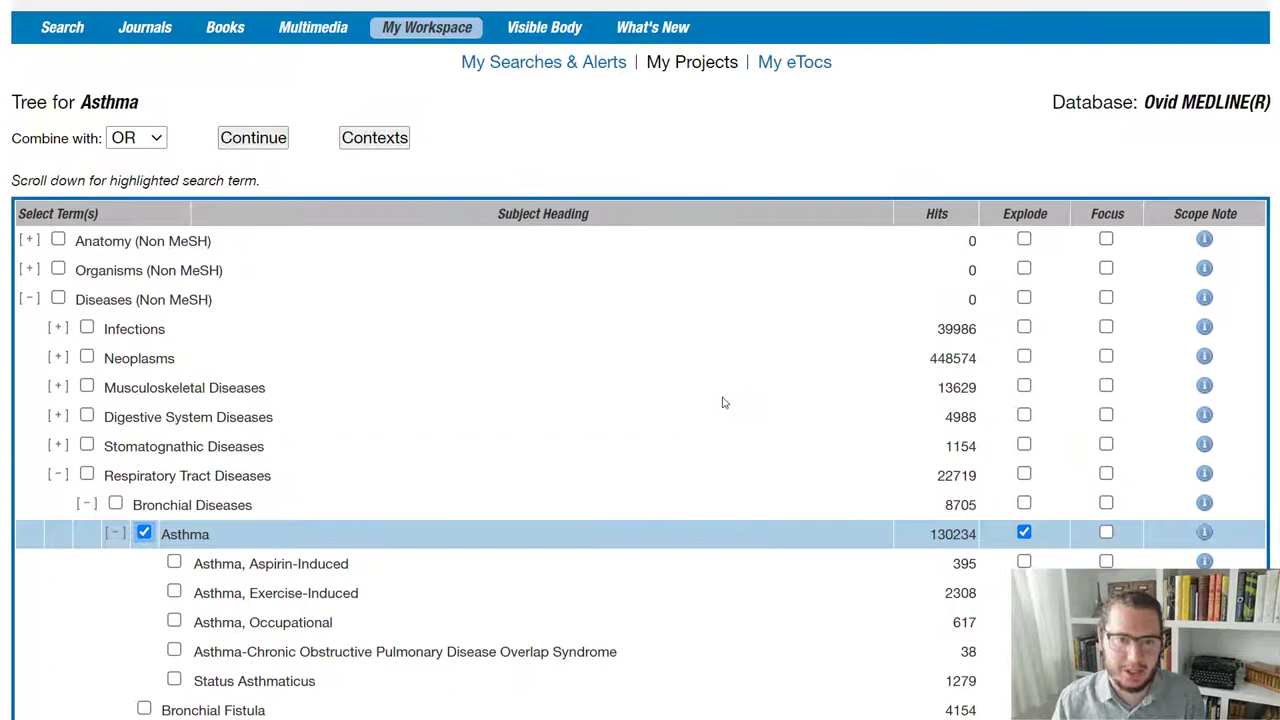 Search Journals Books Multimedia My Workspace Visible Body What's New
My Searches & Alerts | My Projects | My eTocs
Tree for Asthma Database: Ovid MEDLINE(R)
Combine with: OR Continue Contexts
Scroll down for highlighted search term.
Select Term(s) Subject Heading Hits Explode Focus Scope Note
[+] Anatomy (Non MeSH) 0
[+] Organisms (Non MeSH) 0
[-] Diseases (Non MeSH) 0
[+] Infections 39986
[+] Neoplasms 448574
[+] Musculoskeletal Diseases 13629
[+] Digestive System Diseases 4988
[+] Stomatognathic Diseases 1154
[-] Respiratory Tract Diseases 22719
[-] Bronchial Diseases 8705
[-] Asthma 130234
Asthma, Aspirin-Induced 395
Asthma, Exercise-Induced 2308
Asthma, Occupational 617
Asthma-Chronic Obstructive Pulmonary Disease Overlap Syndrome 38
Status Asthmaticus 1279
Bronchial Fistula 4154